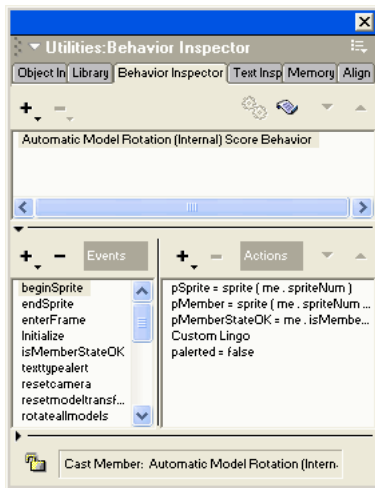 Utilities:Behavior Inspector
Object In Library Behavior Inspector Text Insp Memory Align
Automatic Model Rotation (Internal) Score Behavior
Events
Actions
beginSprite
endSprite
enterFrame
Initialize
isMemberStateOK
texttypealert
resetcamera
resetmodeltransf...
rotateallmodels
pSprite = sprite ( me . spriteNum )
pMember = sprite ( me . spriteNum ...
pMemberStateOK = me . isMembe...
Custom Lingo
palerted = false
Cast Member: Automatic Model Rotation (Intern-